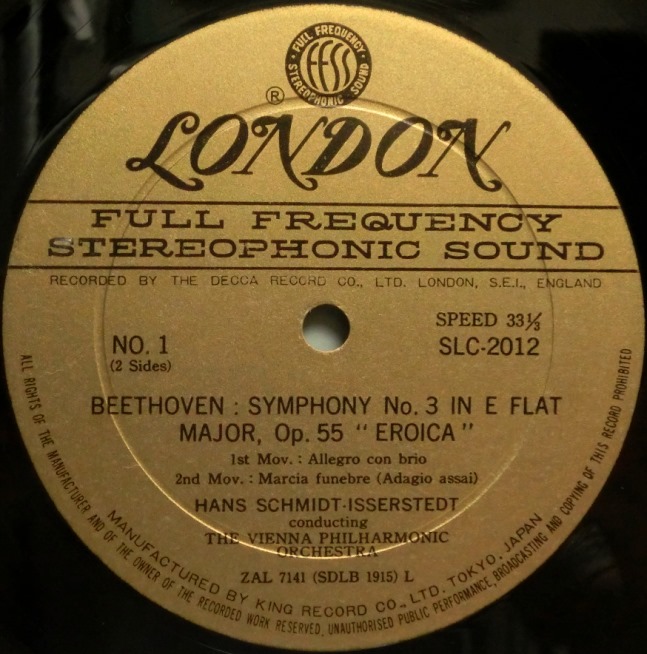 FULL FREQUENCY
FFSS
STEREOPHONIC SOUND
®
LONDON
FULL FREQUENCY
STEREOPHONIC SOUND
RECORDED BY THE DECCA RECORD CO., LTD. LONDON, S.E.I., ENGLAND
SPEED 33⅓
NO. 1
SLC-2012
(2 Sides)
BEETHOVEN : SYMPHONY No. 3 IN E FLAT
MAJOR, Op. 55 " EROICA "
1st Mov. : Allegro con brio
2nd Mov. : Marcia funebre (Adagio assai)
HANS SCHMIDT-ISSERSTEDT
conducting
THE VIENNA PHILHARMONIC
ORCHESTRA
ZAL 7141 (SDLB 1915) L
MANUFACTURED BY KING RECORD CO., LTD. TOKYO. JAPAN
ALL RIGHTS OF THE MANUFACTURER AND OF THE OWNER OF THE RECORDED WORK RESERVED, UNAUTHORISED PUBLIC PERFORMANCE, BROADCASTING AND COPYING OF THIS RECORD PROHIBITED